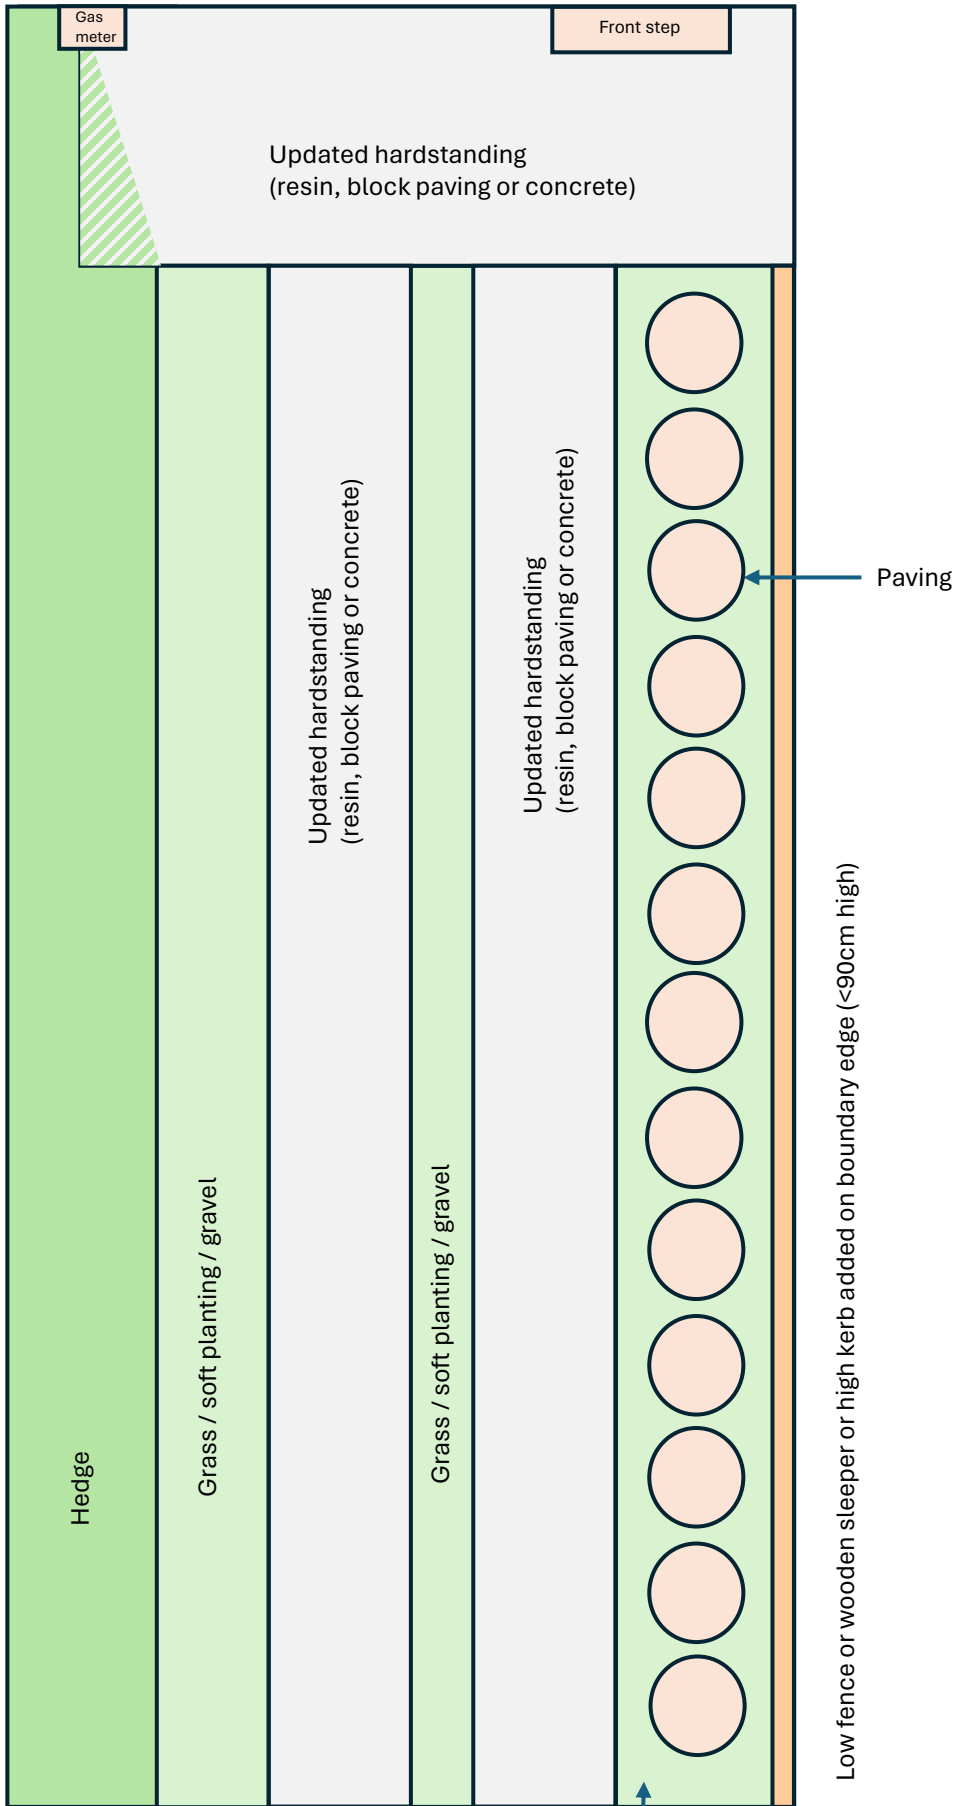 Gas
meter
Front step
Updated hardstanding
(resin, block paving or concrete)
Updated hardstanding
(resin, block paving or concrete)
Updated hardstanding
(resin, block paving or concrete)
Paving
Low fence or wooden sleeper or high kerb added on boundary edge (<90cm high)
Grass / soft planting / gravel
Grass / soft planting / gravel
Hedge